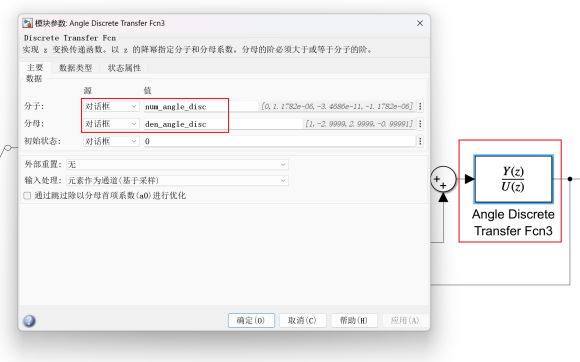 模块参数: Angle Discrete Transfer Fcn3
Discrete Transfer Fcn
实现 z 变换传递函数。以 z 的降幂指定分子和分母系数。分母的阶必须大于或等于分子的阶。
主要 数据类型 状态属性
数据
源 值
分子: 对话框 num_angle_disc [0,1.1782e-06,-3.4686e-11,-1.1782e-06]
分母: 对话框 den_angle_disc [1,-2.9999,2.9999,-0.99991]
初始状态: 对话框 0
外部重置: 无
输入处理: 元素作为通道(基于采样)
通过跳过除以分母首项系数(a0)进行优化
确定(O) 取消(C) 帮助(H) 应用(A)
+
+
Y(z)
U(z)
Angle Discrete
Transfer Fcn3